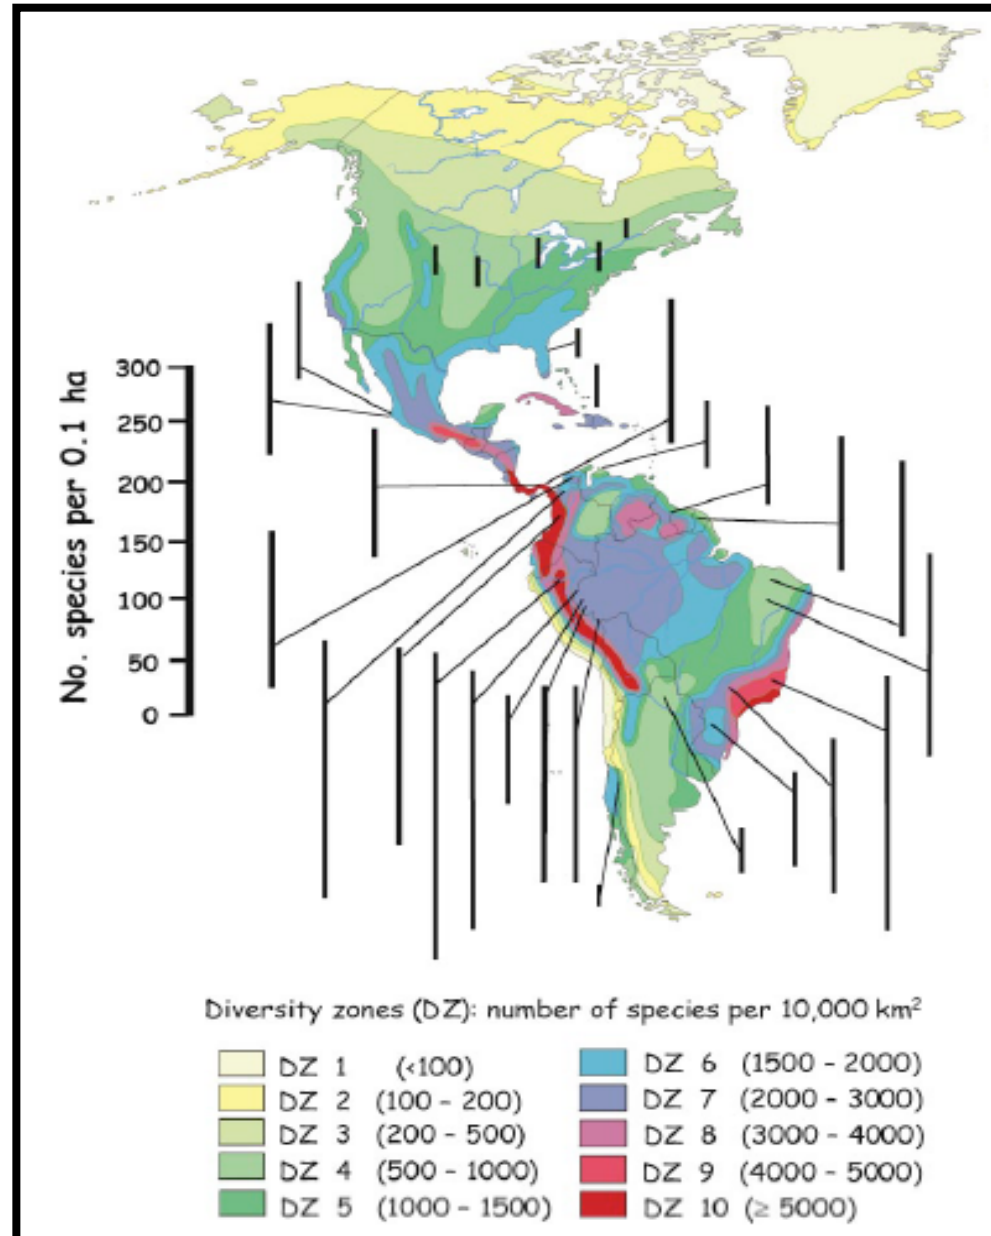 No. species per 0.1 ha
300
250
200
150
100
50
0
Diversity zones (DZ): number of species per 10,000 km²
DZ 1 (<100)
DZ 2 (100 - 200)
DZ 3 (200 - 500)
DZ 4 (500 - 1000)
DZ 5 (1000 - 1500)
DZ 6 (1500 - 2000)
DZ 7 (2000 - 3000)
DZ 8 (3000 - 4000)
DZ 9 (4000 - 5000)
DZ 10 (≥ 5000)